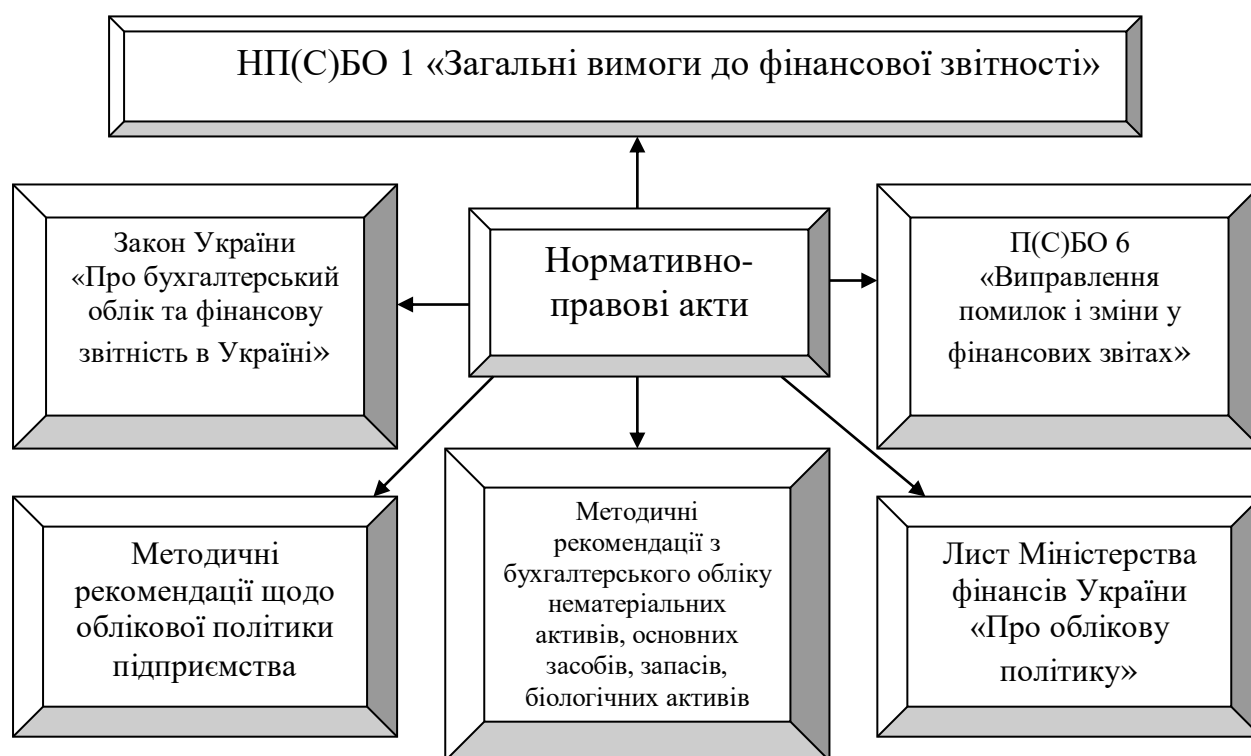 НП(С)БО 1 «Загальні вимоги до фінансової звітності»
Закон України
«Про бухгалтерський
облік та фінансову
звітність в Україні»
Нормативно-
правові акти
П(С)БО 6
«Виправлення
помилок і зміни у
фінансових звітах»
Методичні
рекомендації щодо
облікової політики
підприємства
Методичні
рекомендації з
бухгалтерського обліку
нематеріальних
активів, основних
засобів, запасів,
біологічних активів
Лист Міністерства
фінансів України
«Про облікову
політику»